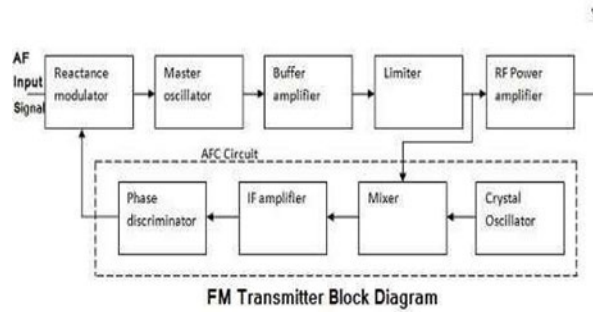 AF
Input
Signal
Reactance
modulator
Master
oscillator
Buffer
amplifier
Limiter
RF Power
amplifier
AFC Circuit
Phase
discriminator
IF amplifier
Mixer
Crystal
Oscillator
FM Transmitter Block Diagram